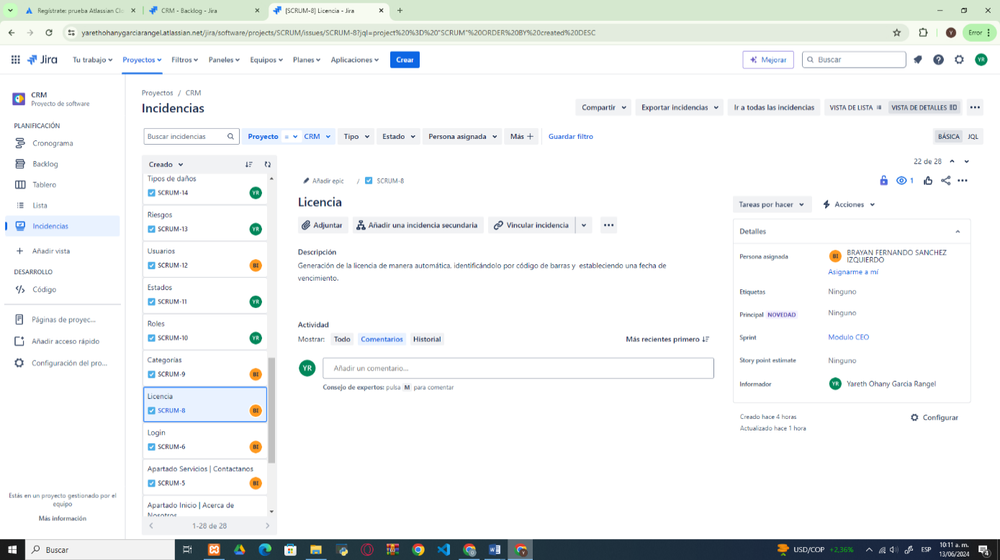 Regístrate: prueba Atlassian Clo
CRM - Backlog - Jira
[SCRUM-8] Licencia - Jira
yarethohanygarciarangel.atlassian.net/jira/software/projects/SCRUM/issues/SCRUM-8?jql=project%20%3D%20"SCRUM"%20ORDER%20BY%20created%20DESC
Y
Error
Jira
Tu trabajo
Proyectos
Filtros
Paneles
Equipos
Planes
Aplicaciones
Crear
Mejorar
Buscar
YR
CRM
Proyecto de software
PLANIFICACIÓN
Cronograma
Backlog
Tablero
Lista
Incidencias
Añadir vista
DESARROLLO
Código
Páginas de proyec...
Añadir acceso rápido
Configuración del pro...
Estás en un proyecto gestionado por el
equipo
Más información
Proyectos / CRM
Incidencias
Compartir
Exportar incidencias
Ir a todas las incidencias
VISTA DE LISTA
VISTA DE DETALLES
Buscar incidencias
Proyecto = CRM
Tipo
Estado
Persona asignada
Más
Guardar filtro
BÁSICA
JQL
Creado
Tipos de daños
SCRUM-14 YR
Riesgos
SCRUM-13 YR
Usuarios
SCRUM-12 BI
Estados
SCRUM-11 YR
Roles
SCRUM-10 YR
Categorías
SCRUM-9 BI
Licencia
SCRUM-8 BI
Login
SCRUM-6 BI
Apartado Servicios | Contactanos
SCRUM-5 BI
Apartado Inicio | Acerca de
Nosotros
1-28 de 28
22 de 28
Añadir epic / SCRUM-8
1
Licencia
Adjuntar
Añadir una incidencia secundaria
Vincular incidencia
Descripción
Generación de la licencia de manera automática, identificándolo por código de barras y estableciendo una fecha de
vencimiento.
Actividad
Mostrar: Todo Comentarios Historial
Más recientes primero
YR
Añadir un comentario...
Consejo de expertos: pulsa M para comentar
Tareas por hacer
Acciones
Detalles
Persona asignada
BI
BRAYAN FERNANDO SANCHEZ
IZQUIERDO
Asignarme a mí
Etiquetas
Ninguno
Principal NOVEDAD
Ninguno
Sprint
Modulo CEO
Story point estimate
Ninguno
Informador
YR Yareth Ohany Garcia Rangel
Creado hace 4 horas
Actualizado hace 1 hora
Configurar
Buscar
USD/COP +2,36%
ESP
10:11 a. m.
13/06/2024
4